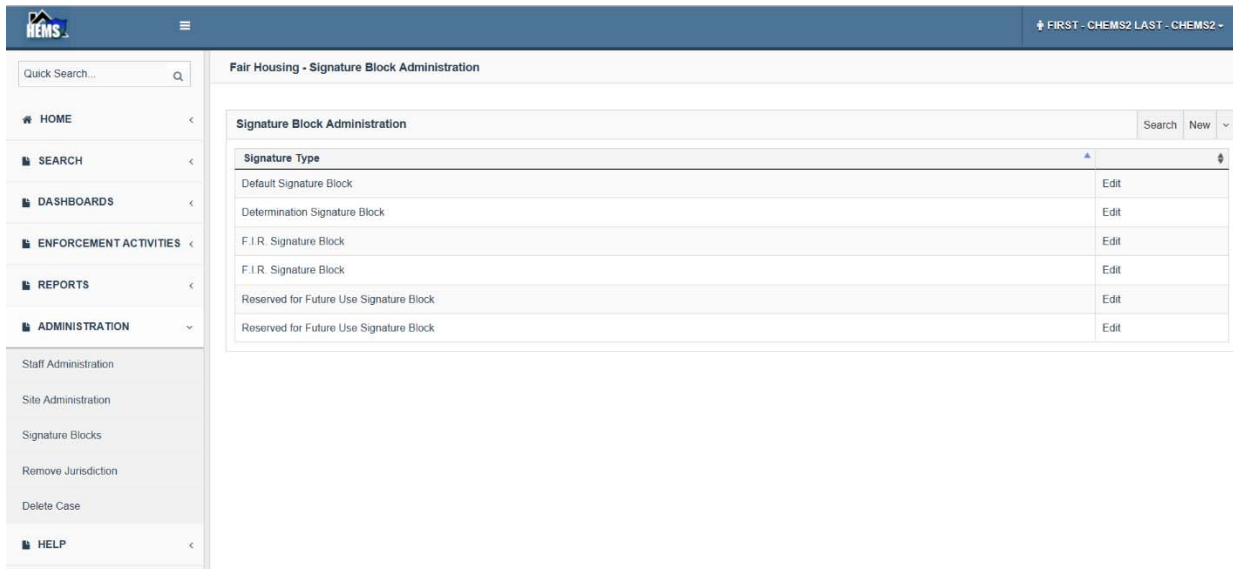 HEMS
FIRST - CHEMS2 LAST - CHEMS2
Quick Search...
HOME
SEARCH
DASHBOARDS
ENFORCEMENT ACTIVITIES
REPORTS
ADMINISTRATION
Staff Administration
Site Administration
Signature Blocks
Remove Jurisdiction
Delete Case
HELP
Fair Housing - Signature Block Administration
Signature Block Administration Search New
Signature Type
Default Signature Block Edit
Determination Signature Block Edit
F.I.R. Signature Block Edit
F.I.R. Signature Block Edit
Reserved for Future Use Signature Block Edit
Reserved for Future Use Signature Block Edit